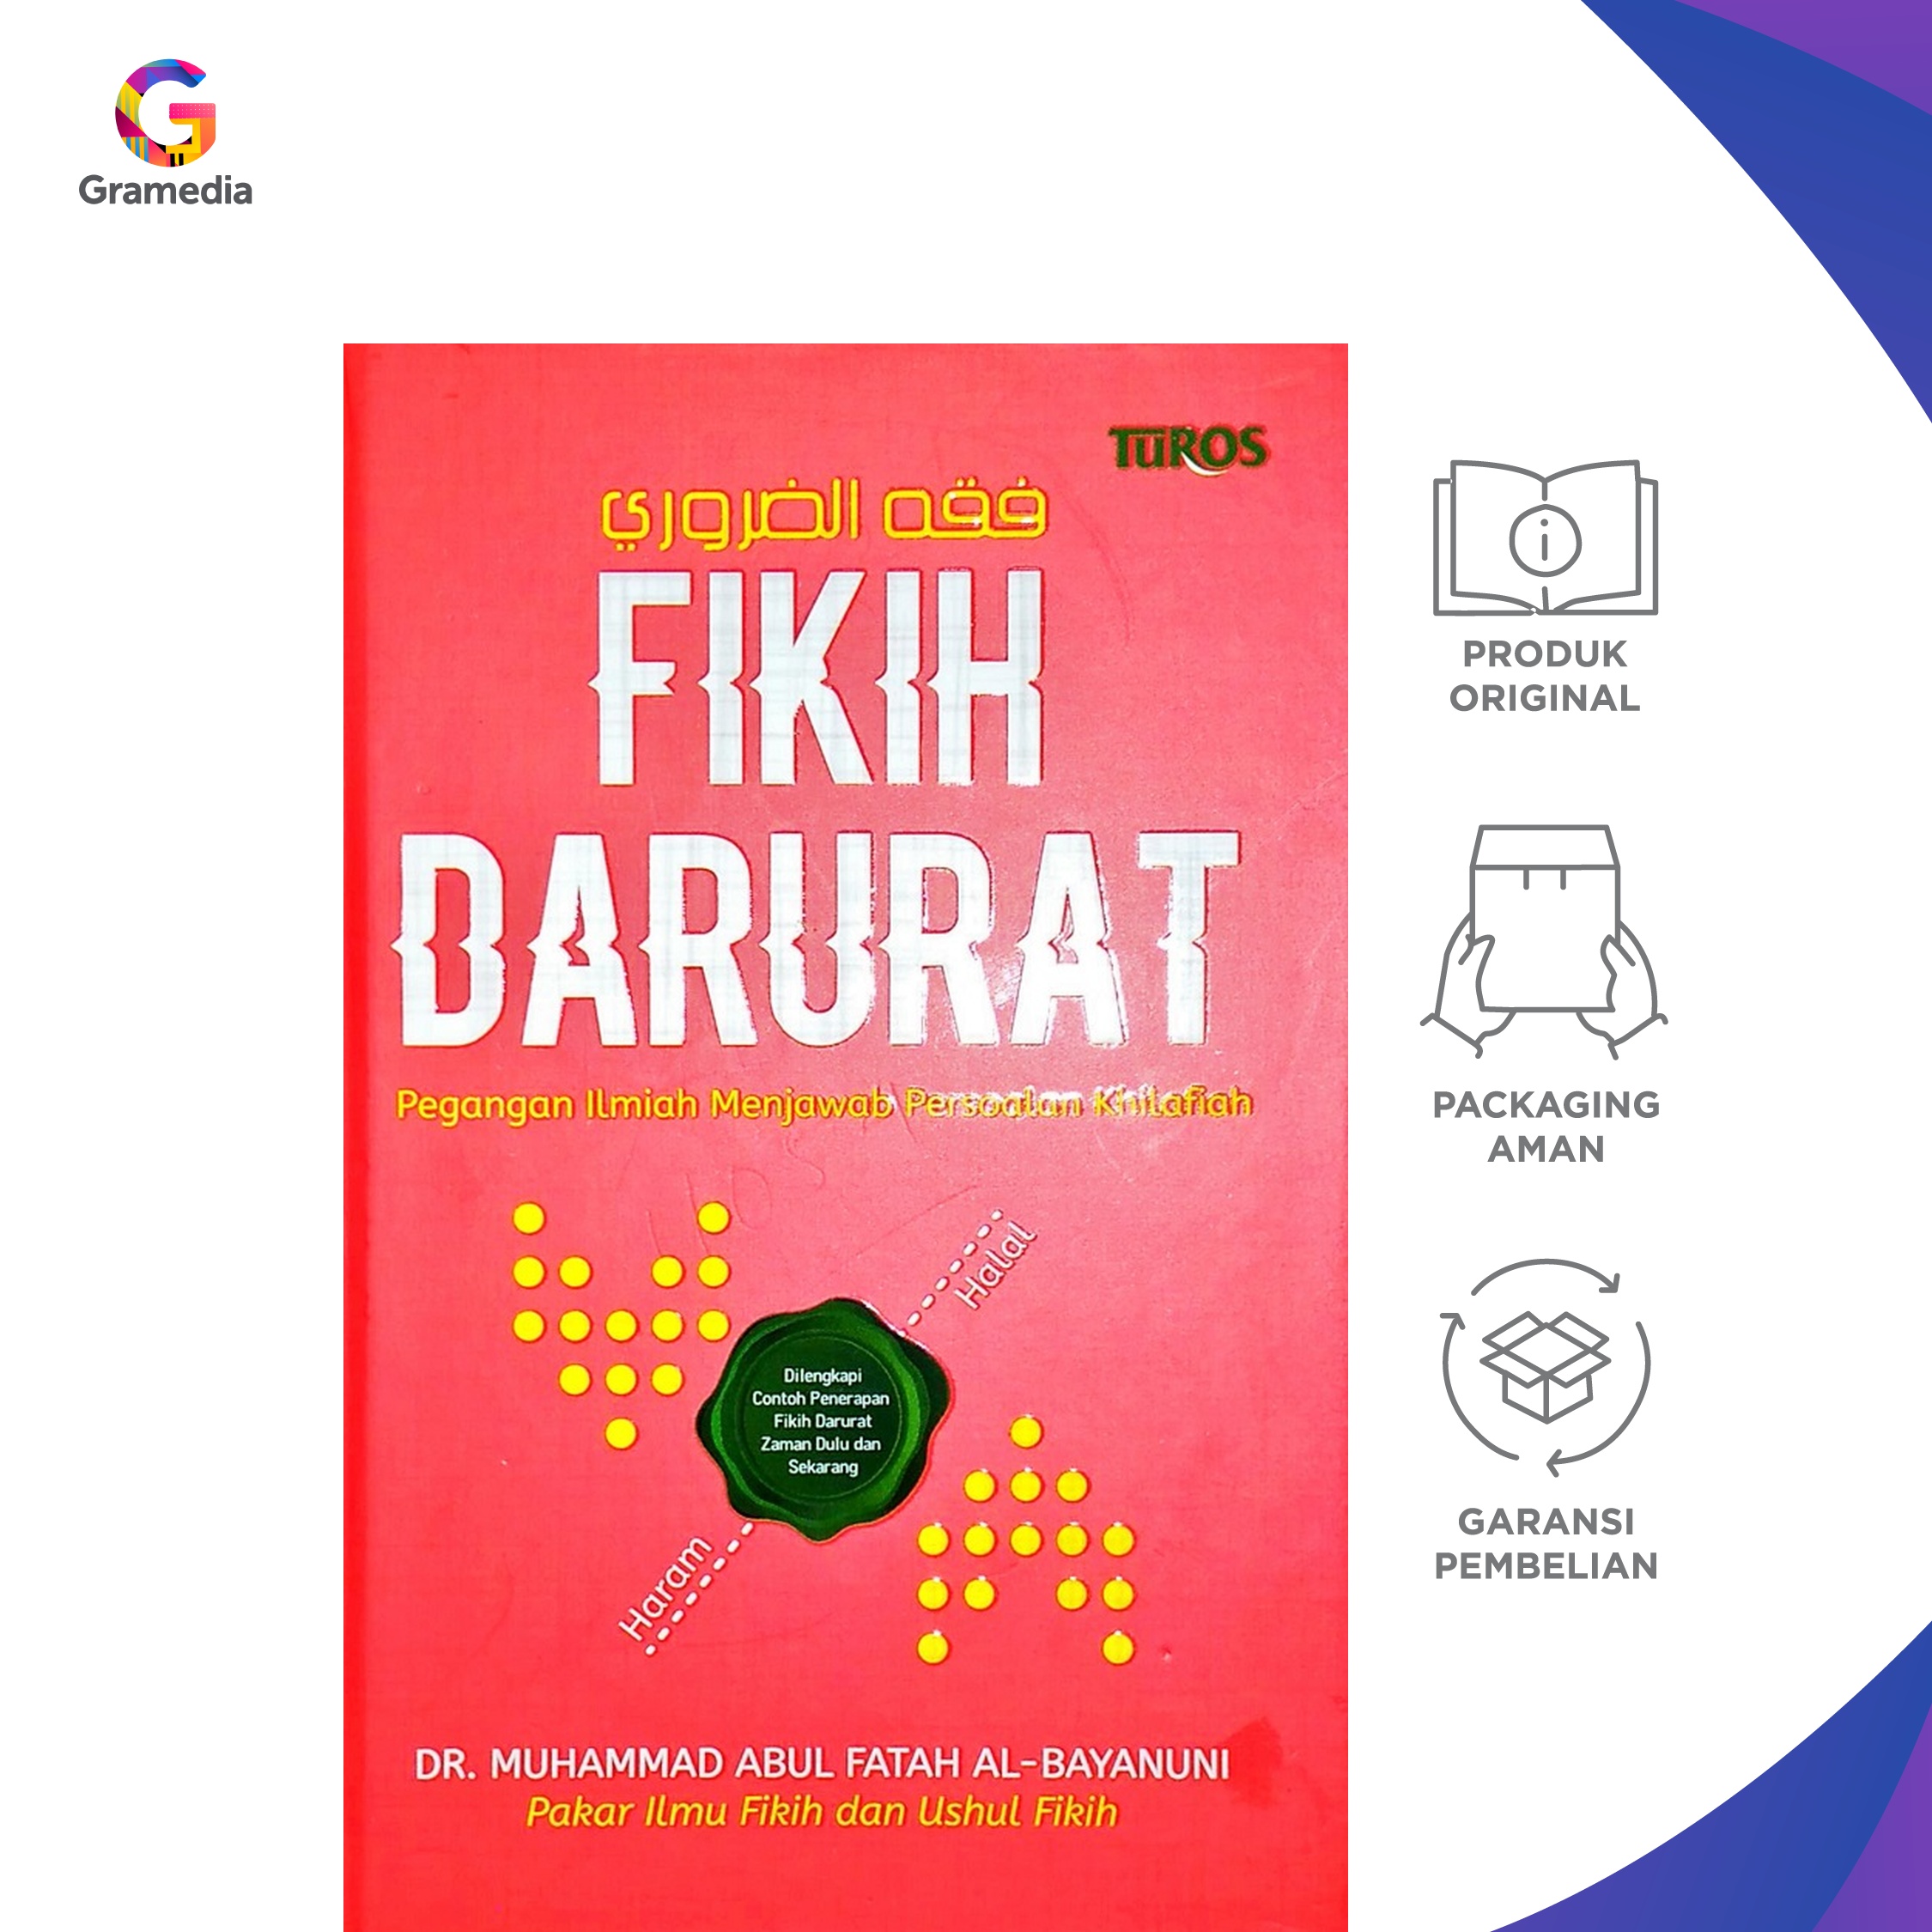 Gramedia
TUROS
فقه الضروري
FIKIH
DARURAT
Pegangan Ilmiah Menjawab Persoalan Khilafiah
Halal
Dilengkapi
Contoh Penerapan
Fikih Darurat
Zaman Dulu dan
Sekarang
Haram
DR. MUHAMMAD ABUL FATAH AL-BAYANUNI
Pakar Ilmu Fikih dan Ushul Fikih
PRODUK
ORIGINAL
PACKAGING
AMAN
GARANSI
PEMBELIAN